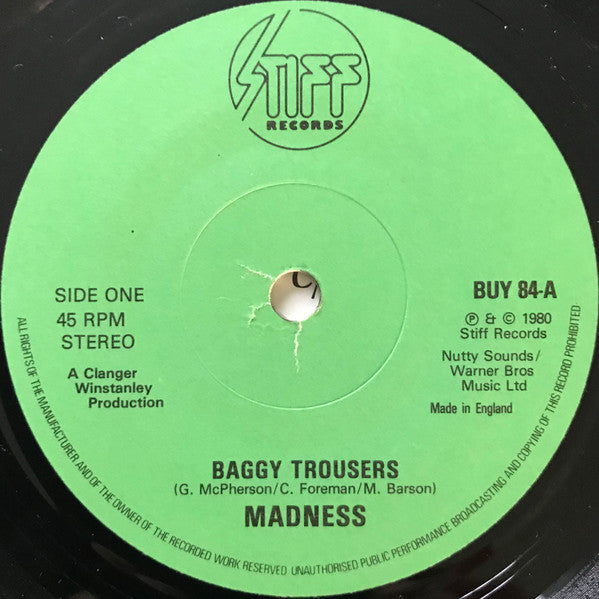 STIFF
RECORDS
SIDE ONE
45 RPM
STEREO
A Clanger
Winstanley
Production
BUY 84-A
℗ & © 1980
Stiff Records
Nutty Sounds/
Warner Bros
Music Ltd
Made in England
BAGGY TROUSERS
(G. McPherson/C. Foreman/M. Barson)
MADNESS
ALL RIGHTS OF THE MANUFACTURER AND OF THE OWNER OF THE RECORDED WORK RESERVED · UNAUTHORISED PUBLIC PERFORMANCE BROADCASTING AND COPYING OF THIS RECORD PROHIBITED·